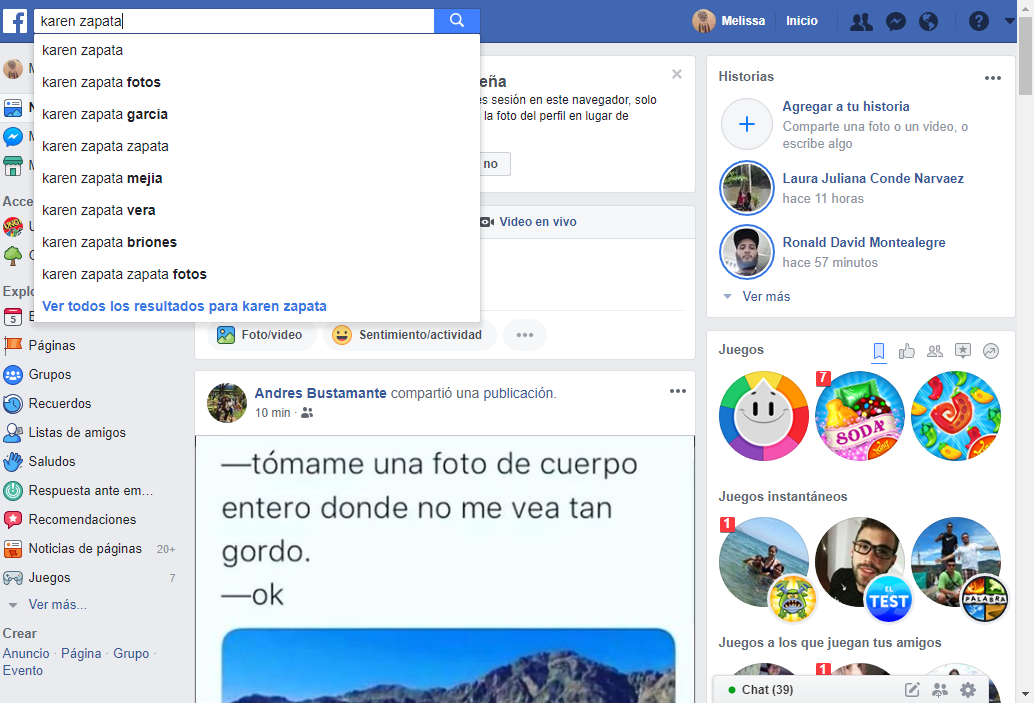 karen zapata
Melissa
Inicio
karen zapata
karen zapata fotos
karen zapata garcia
karen zapata zapata
karen zapata mejia
karen zapata vera
karen zapata briones
karen zapata zapata fotos
Ver todos los resultados para karen zapata
eña
es sesión en este navegador, solo
la foto del perfil en lugar de
no
Video en vivo
Foto/video
Sentimiento/actividad
Andres Bustamante compartió una publicación.
10 min ·
—tómame una foto de cuerpo
entero donde no me vea tan
gordo.
—ok
Acce
Explo
5
Páginas
Grupos
Recuerdos
Listas de amigos
Saludos
Respuesta ante em...
Recomendaciones
Noticias de páginas 20+
Juegos 7
Ver más...
Crear
Anuncio · Página · Grupo ·
Evento
Historias
Agregar a tu historia
Comparte una foto o un video, o
escribe algo
Laura Juliana Conde Narvaez
hace 11 horas
Ronald David Montealegre
hace 57 minutos
Ver más
Juegos
7
SODA
Juegos instantáneos
1
EL
TEST
PALABRA
Juegos a los que juegan tus amigos
1
Chat (39)